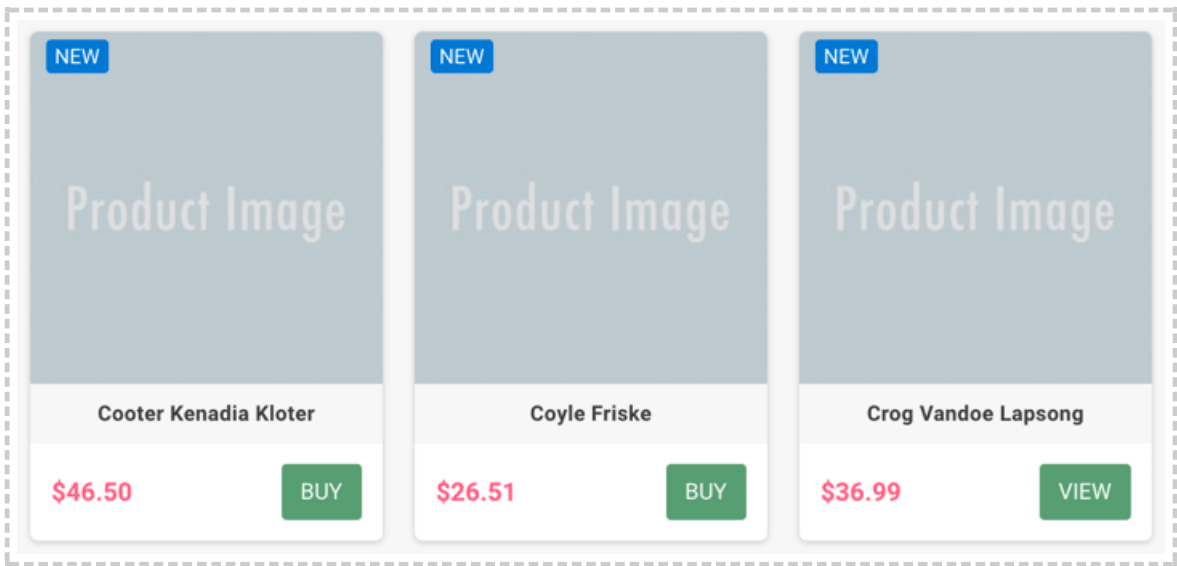 NEW
NEW
NEW
Product Image
Product Image
Product Image
Cooter Kenadia Kloter
Coyle Friske
Crog Vandoe Lapsong
$46.50
BUY
$26.51
BUY
$36.99
VIEW